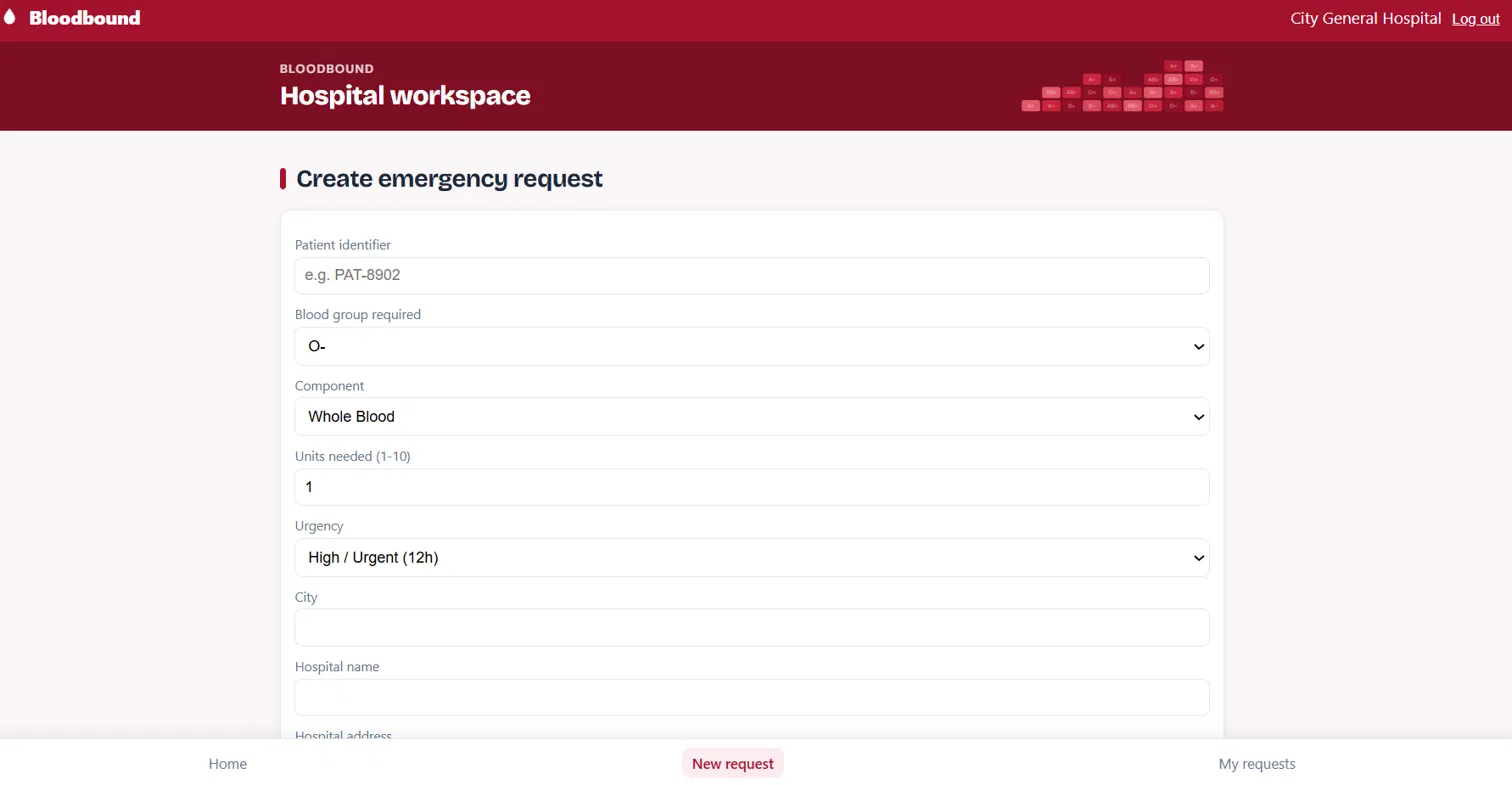 Bloodbound
City General Hospital Log out
BLOODBOUND
Hospital workspace
Create emergency request
Patient identifier
e.g. PAT-8902
Blood group required
O-
Component
Whole Blood
Units needed (1-10)
1
Urgency
High / Urgent (12h)
City
Hospital name
Hospital address
Home
New request
My requests